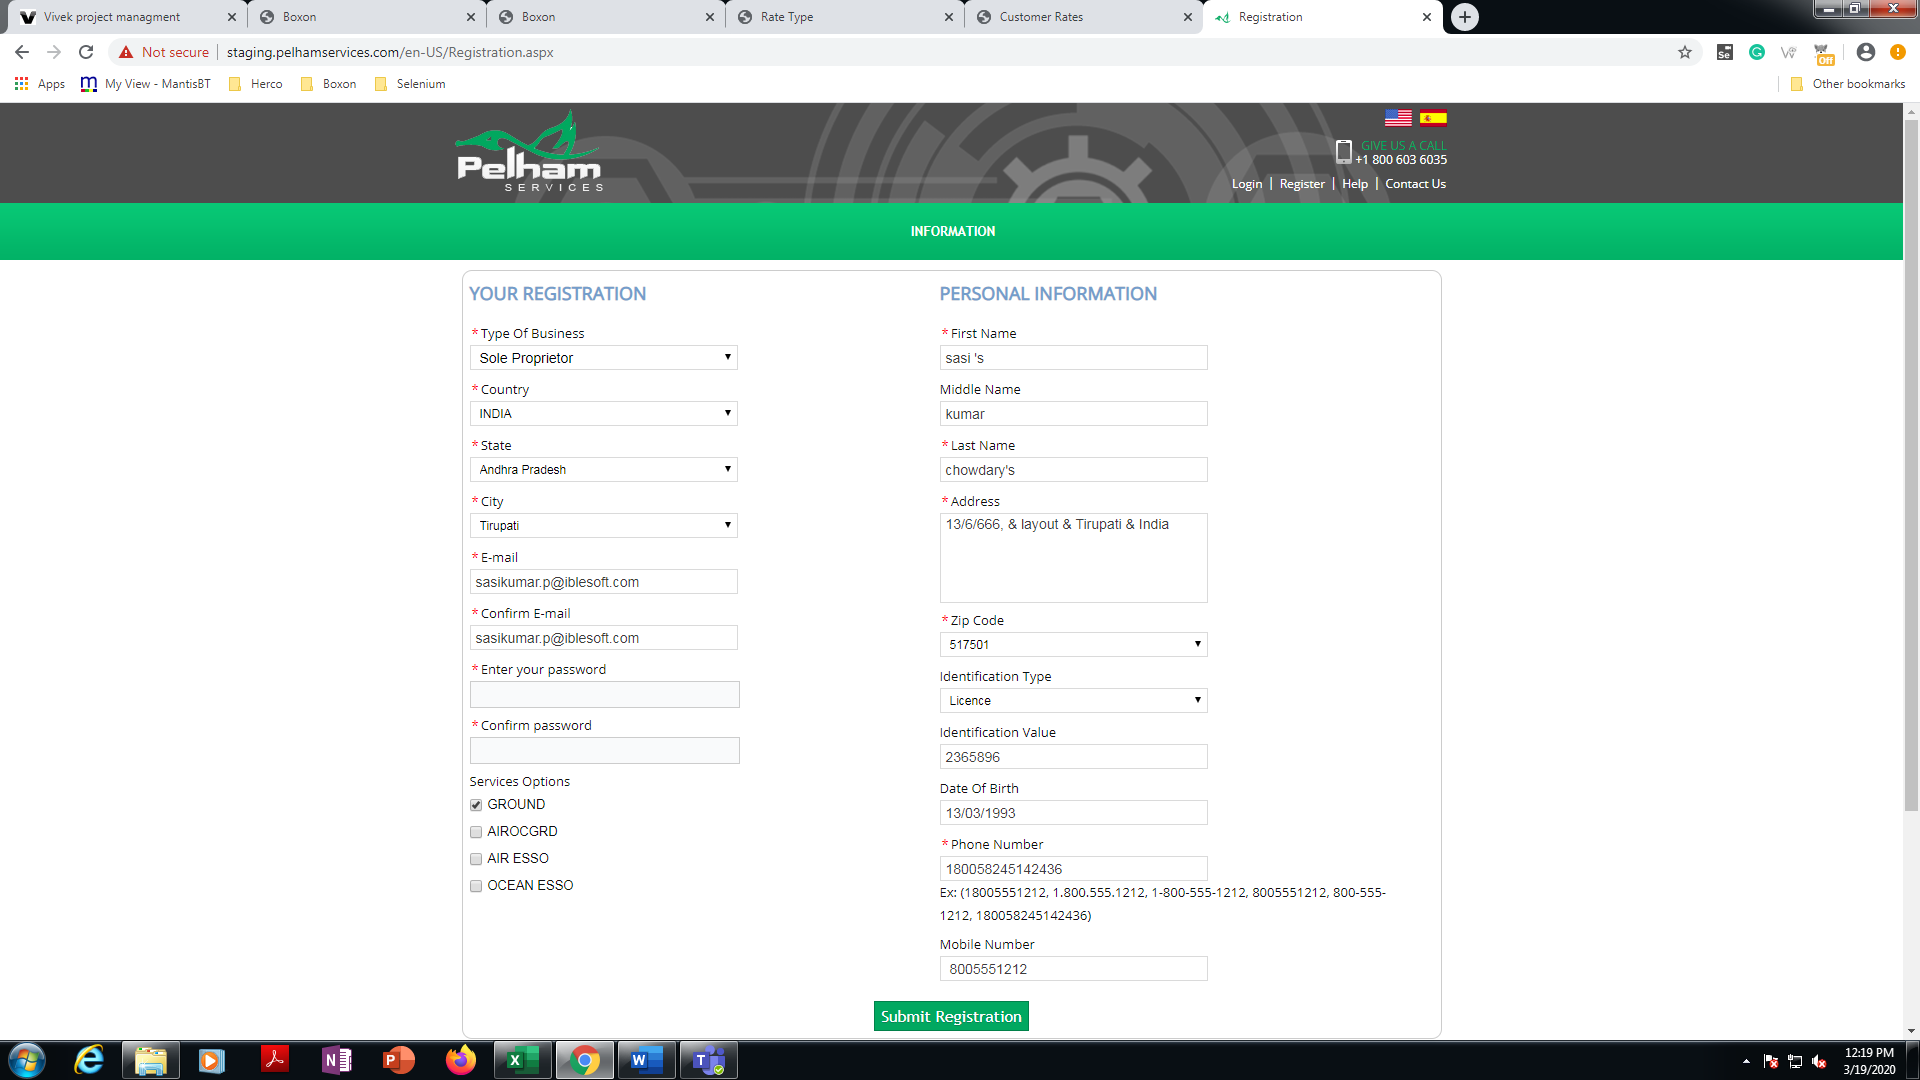 Vivek project managment
Boxon
Boxon
Rate Type
Customer Rates
Registration
Not secure
staging.pelhamservices.com/en-US/Registration.aspx
Se
Off
Apps
My View - MantisBT
Herco
Boxon
Selenium
Other bookmarks
Pelham
SERVICES
GIVE US A CALL
+1 800 603 6035
Login | Register | Help | Contact Us
INFORMATION
YOUR REGISTRATION
* Type Of Business
Sole Proprietor
* Country
INDIA
* State
Andhra Pradesh
* City
Tirupati
* E-mail
sasikumar.p@iblesoft.com
* Confirm E-mail
sasikumar.p@iblesoft.com
* Enter your password
* Confirm password
Services Options
GROUND
AIROCGRD
AIR ESSO
OCEAN ESSO
PERSONAL INFORMATION
* First Name
sasi 's
Middle Name
kumar
* Last Name
chowdary's
* Address
13/6/666, & layout & Tirupati & India
* Zip Code
517501
Identification Type
Licence
Identification Value
2365896
Date Of Birth
13/03/1993
* Phone Number
180058245142436
Ex: (18005551212, 1.800.555.1212, 1-800-555-1212, 8005551212, 800-555-
1212, 180058245142436)
Mobile Number
8005551212
Submit Registration
12:19 PM
3/19/2020